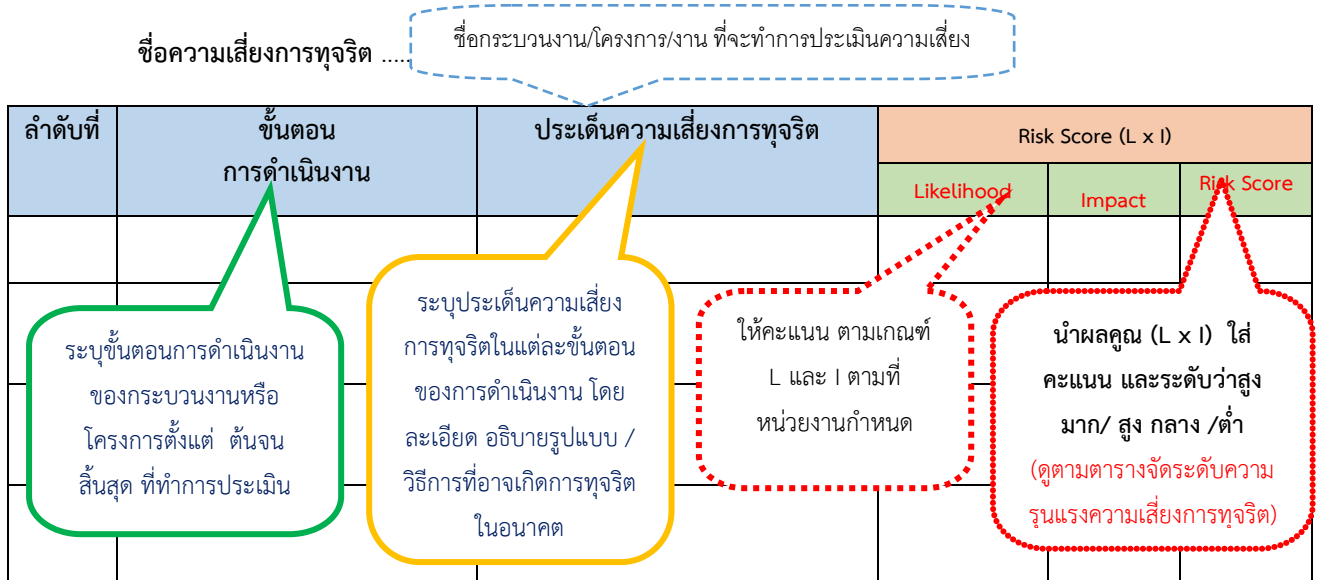 ชื่อกระบวนงาน/โครงการ/งาน ที่จะทำการประเมินความเสี่ยง
ชื่อความเสี่ยงการทุจริต .....
ลำดับที่
ขั้นตอน
การดำเนินงาน
ประเด็นความเสี่ยงการทุจริต
Risk Score (L x I)
Likelihood
Impact
Risk Score
ระบุขั้นตอนการดำเนินงาน
ของกระบวนงานหรือ
โครงการตั้งแต่ ต้นจน
สิ้นสุด ที่ทำการประเมิน
ระบุประเด็นความเสี่ยง
การทุจริตในแต่ละขั้นตอน
ของการดำเนินงาน โดย
ละเอียด อธิบายรูปแบบ /
วิธีการที่อาจเกิดการทุจริต
ในอนาคต
ให้คะแนน ตามเกณฑ์
L และ I ตามที่
หน่วยงานกำหนด
นำผลคูณ (L x I) ใส่
คะแนน และระดับว่าสูง
มาก/ สูง กลาง /ต่ำ
(ดูตามตารางจัดระดับความ
รุนแรงความเสี่ยงการทุจริต)